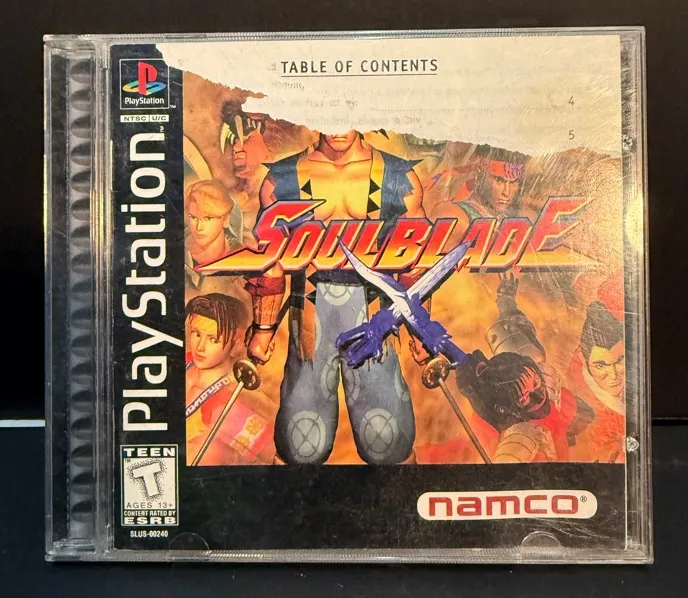 TABLE OF CONTENTS
4
5
PlayStation
NTSC U/C
PlayStation
SOULBLADE
TEEN
T
AGES 13+
CONTENT RATED BY
ESRB
SLUS-00240
namco®